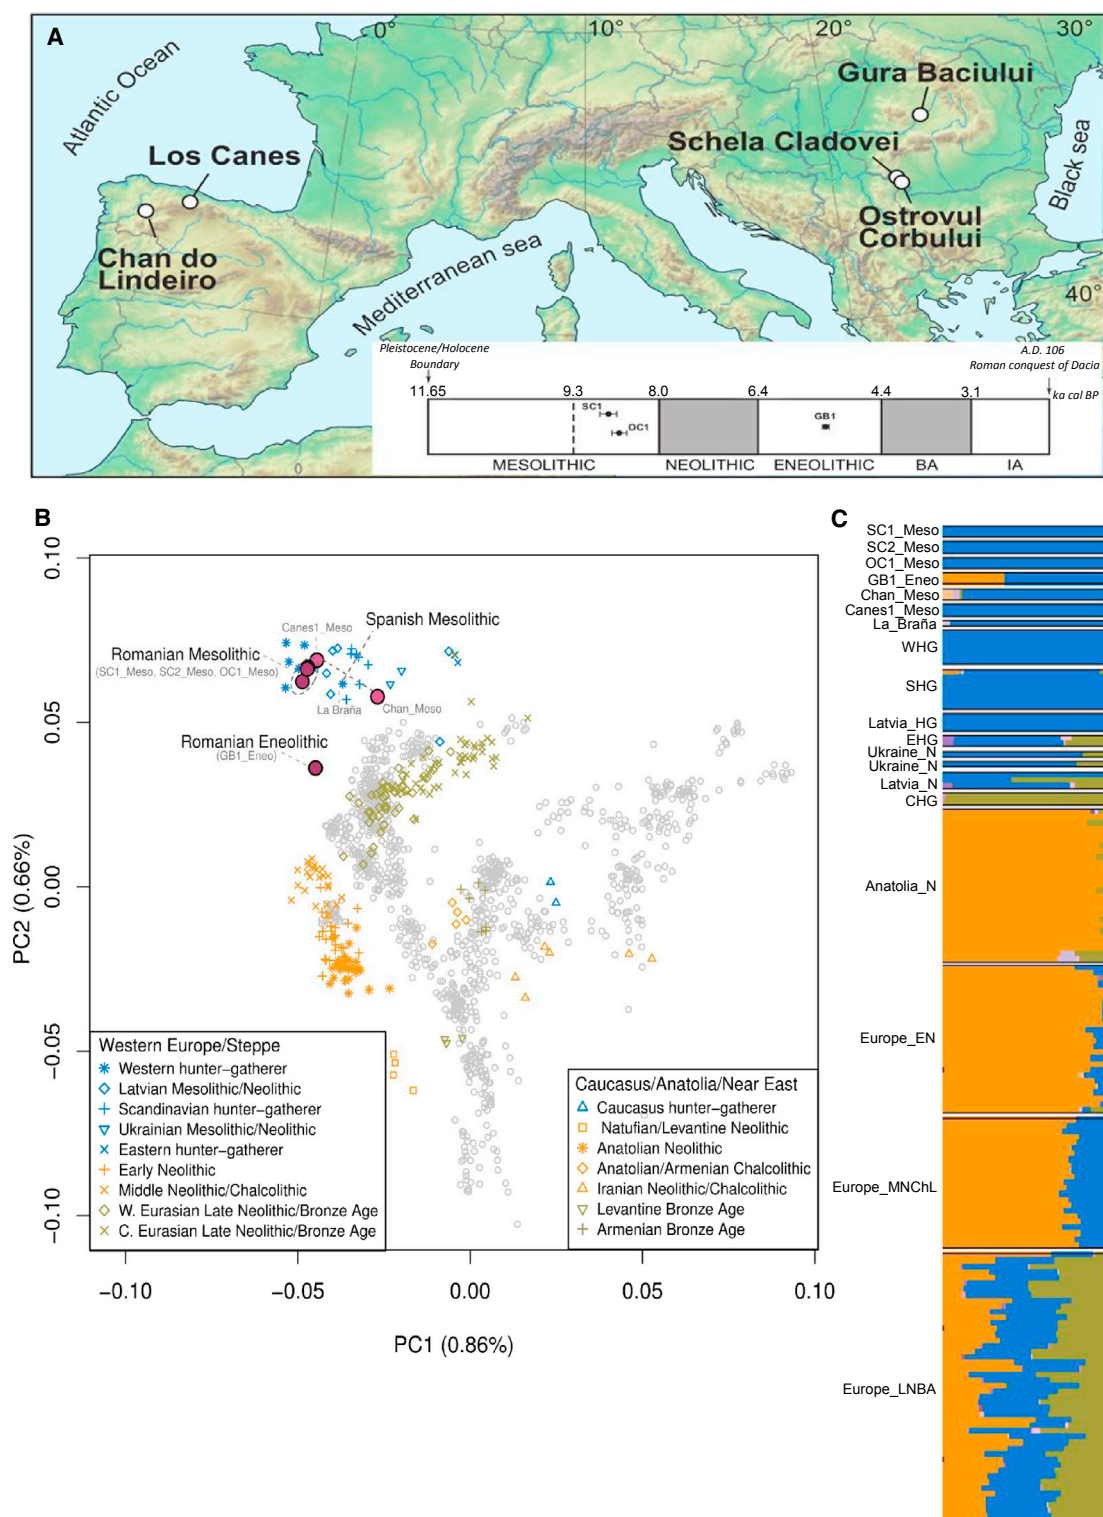 A
0°
10°
20°
30°
Atlantic Ocean
Gura Baciului
Schela Cladovei
Los Canes
Black sea
Ostrovul
Corbului
Chan do
Lindeiro
Mediterranean sea
40°
Pleistocene/Holocene
Boundary
A.D. 106
Roman conquest of Dacia
11.65
9.3
8.0
6.4
4.4
3.1
ka cal BP
SC1
OC1
GB1
MESOLITHIC
NEOLITHIC
ENEOLITHIC
BA
IA
0
B
0.10
0.05
0.00
−0.05
−0.10
PC2 (0.66%)
Canes1_Meso
Spanish Mesolithic
Romanian Mesolithic
(SC1_Meso, SC2_Meso, OC1_Meso)
La Braña
Chan_Meso
Romanian Eneolithic
(GB1_Eneo)
Western Europe/Steppe
Western hunter−gatherer
Latvian Mesolithic/Neolithic
Scandinavian hunter−gatherer
Ukrainian Mesolithic/Neolithic
Eastern hunter−gatherer
Early Neolithic
Middle Neolithic/Chalcolithic
W. Eurasian Late Neolithic/Bronze Age
C. Eurasian Late Neolithic/Bronze Age
Caucasus/Anatolia/Near East
Caucasus hunter−gatherer
Natufian/Levantine Neolithic
Anatolian Neolithic
Anatolian/Armenian Chalcolithic
Iranian Neolithic/Chalcolithic
Levantine Bronze Age
Armenian Bronze Age
−0.10
−0.05
0.00
0.05
0.10
PC1 (0.86%)
C
SC1_Meso
SC2_Meso
OC1_Meso
GB1_Eneo
Chan_Meso
Canes1_Meso
La_Braña
WHG
SHG
Latvia_HG
EHG
Ukraine_N
Ukraine_N
Latvia_N
CHG
Anatolia_N
Europe_EN
Europe_MNChL
Europe_LNBA